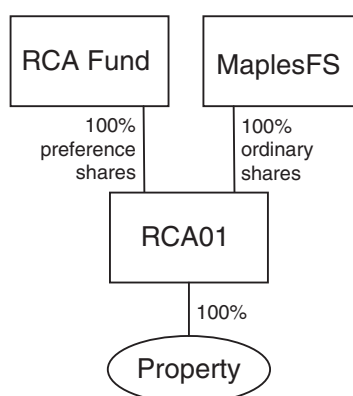 RCA Fund
MaplesFS
100%
preference
shares
100%
ordinary
shares
RCA01
100%
Property